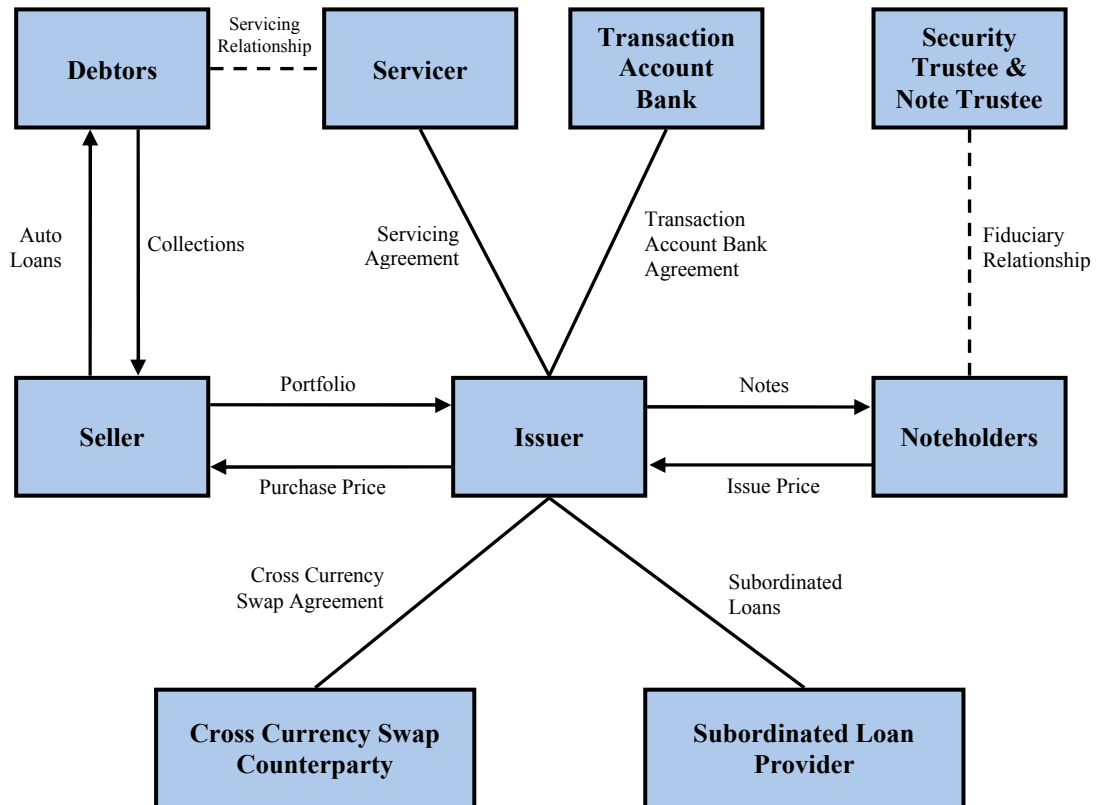 Debtors
Servicing
Relationship
Servicer
Transaction
Account
Bank
Security
Trustee &
Note Trustee
Auto
Loans
Collections
Servicing
Agreement
Transaction
Account Bank
Agreement
Fiduciary
Relationship
Seller
Portfolio
Purchase Price
Issuer
Notes
Issue Price
Noteholders
Cross Currency
Swap Agreement
Subordinated
Loans
Cross Currency Swap
Counterparty
Subordinated Loan
Provider